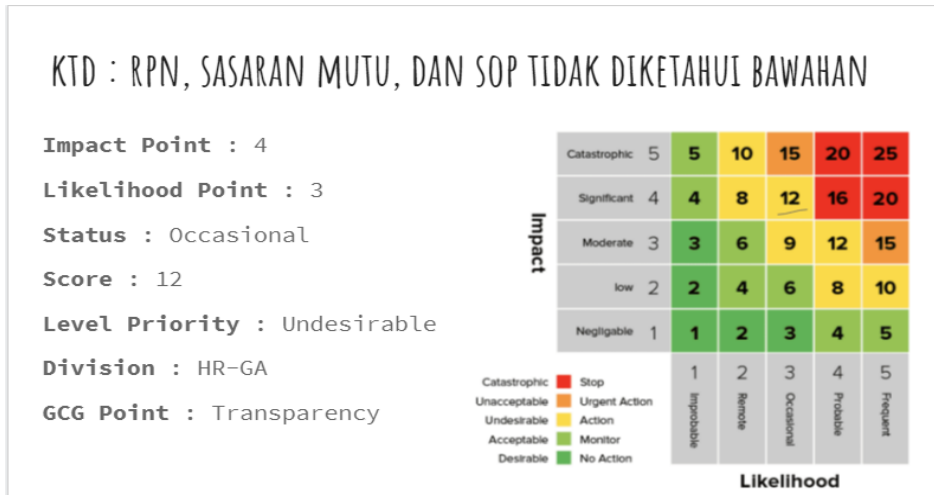 KTD : RPN, SASARAN MUTU, DAN SOP TIDAK DIKETAHUI BAWAHAN
Impact Point : 4
Likelihood Point : 3
Status : Occasional
Score : 12
Level Priority : Undesirable
Division : HR-GA
GCG Point : Transparency
Impact
Catastrophic 5 5 10 15 20 25
Significant 4 4 8 12 16 20
Moderate 3 3 6 9 12 15
low 2 2 4 6 8 10
Negligable 1 1 2 3 4 5
1 2 3 4 5
Improbable Remote Occasional Probable Frequent
Likelihood
Catastrophic Stop
Unacceptable Urgent Action
Undesirable Action
Acceptable Monitor
Desirable No Action